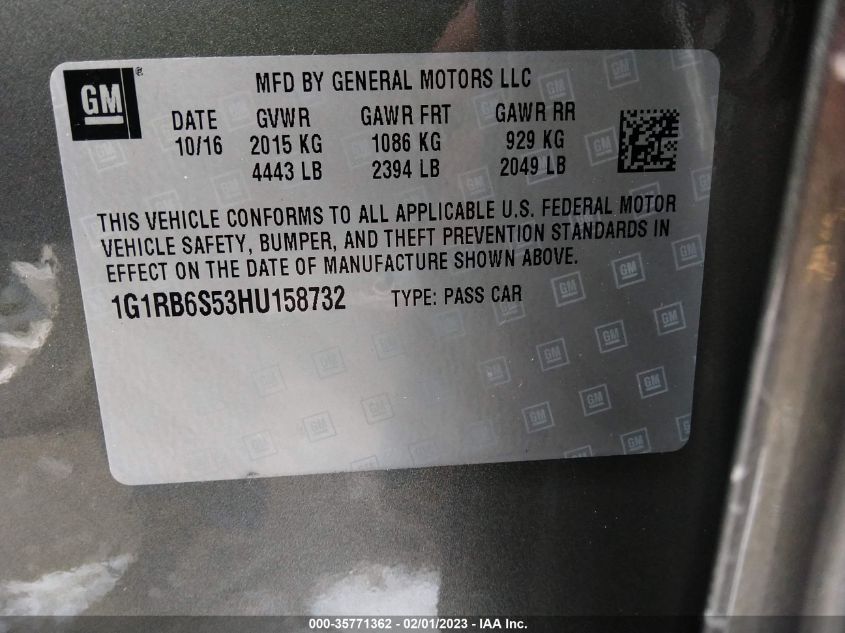 GM ®
MFD BY GENERAL MOTORS LLC
DATE GVWR GAWR FRT GAWR RR
10/16 2015 KG 1086 KG 929 KG
4443 LB 2394 LB 2049 LB
THIS VEHICLE CONFORMS TO ALL APPLICABLE U.S. FEDERAL MOTOR
VEHICLE SAFETY, BUMPER, AND THEFT PREVENTION STANDARDS IN
EFFECT ON THE DATE OF MANUFACTURE SHOWN ABOVE.
1G1RB6S53HU158732 TYPE: PASS CAR
000-35771362 - 02/01/2023 - IAA Inc.